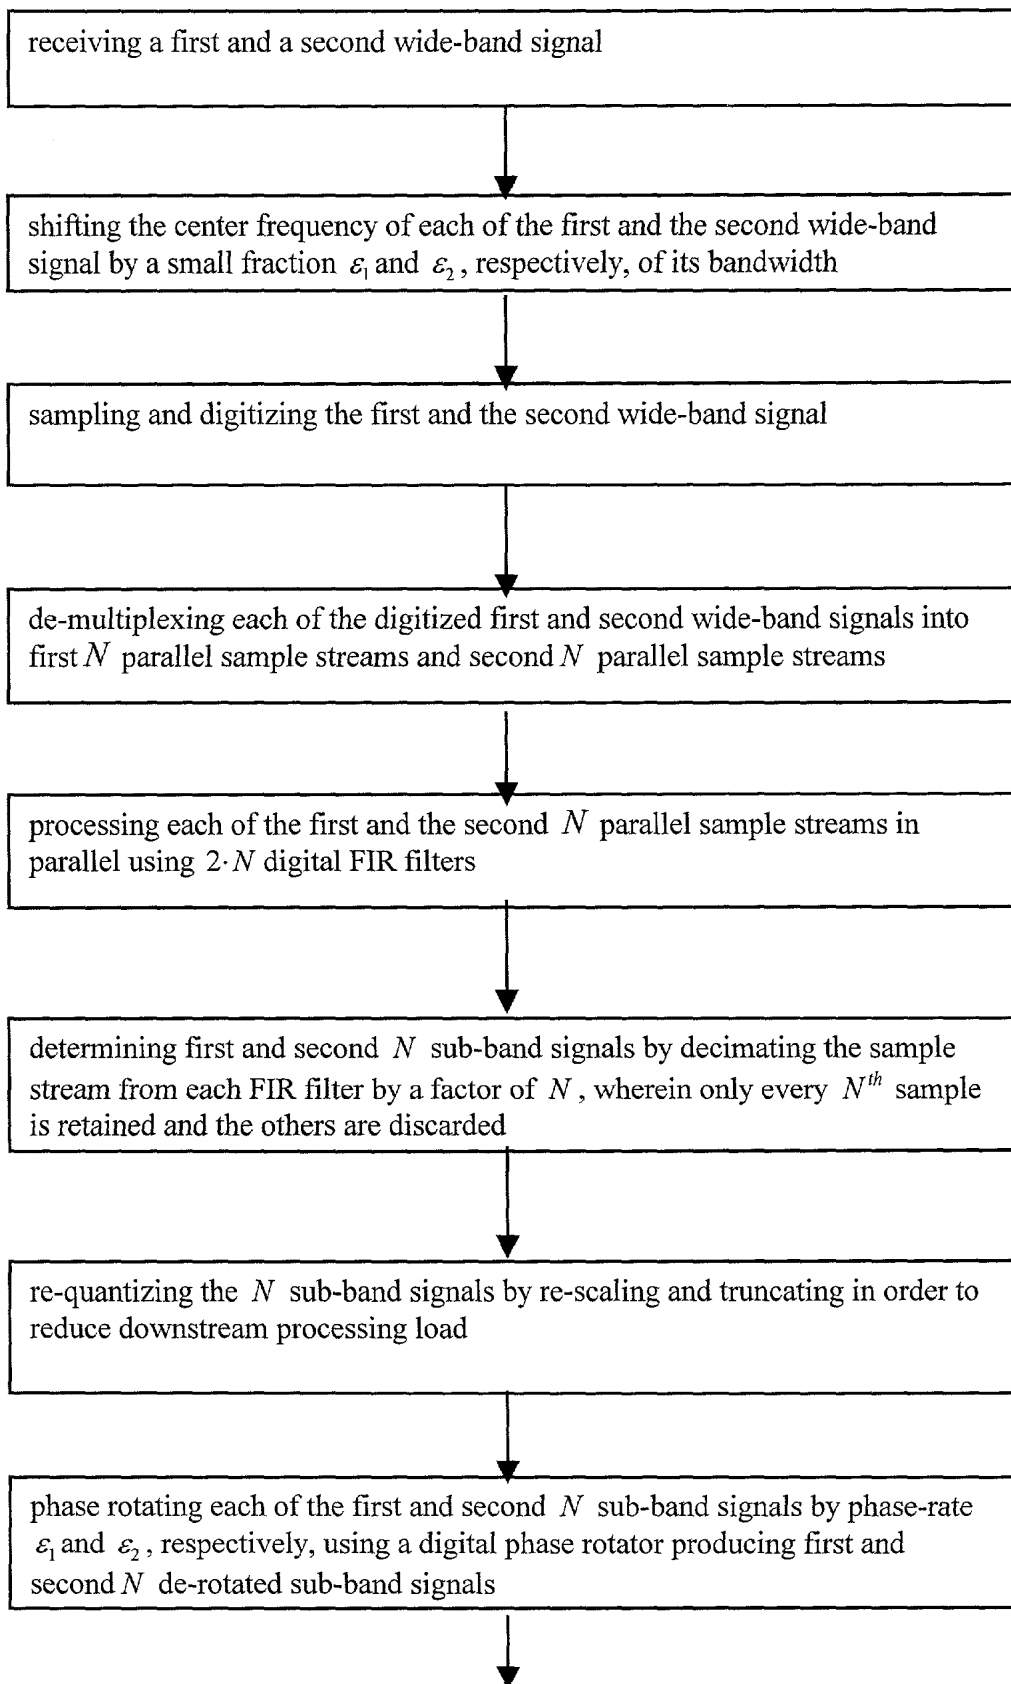 receiving a first and a second wide-band signal
shifting the center frequency of each of the first and the second wide-band
signal by a small fraction ε₁ and ε₂, respectively, of its bandwidth
sampling and digitizing the first and the second wide-band signal
de-multiplexing each of the digitized first and second wide-band signals into
first N parallel sample streams and second N parallel sample streams
processing each of the first and the second N parallel sample streams in
parallel using 2·N digital FIR filters
determining first and second N sub-band signals by decimating the sample
stream from each FIR filter by a factor of N, wherein only every Nᵗʰ sample
is retained and the others are discarded
re-quantizing the N sub-band signals by re-scaling and truncating in order to
reduce downstream processing load
phase rotating each of the first and second N sub-band signals by phase-rate
ε₁ and ε₂, respectively, using a digital phase rotator producing first and
second N de-rotated sub-band signals